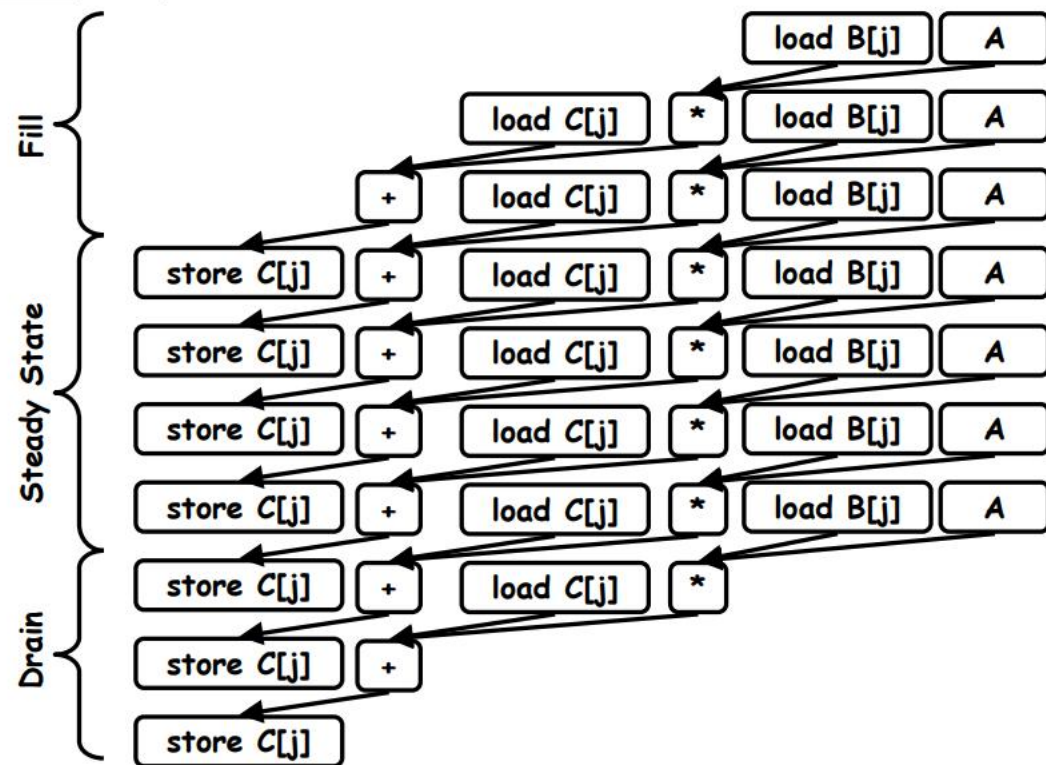 Fill
load B[j] A
load C[j] * load B[j] A
+ load C[j] * load B[j] A
Steady State
store C[j] + load C[j] * load B[j] A
store C[j] + load C[j] * load B[j] A
store C[j] + load C[j] * load B[j] A
store C[j] + load C[j] * load B[j] A
Drain
store C[j] + load C[j] *
store C[j] +
store C[j]